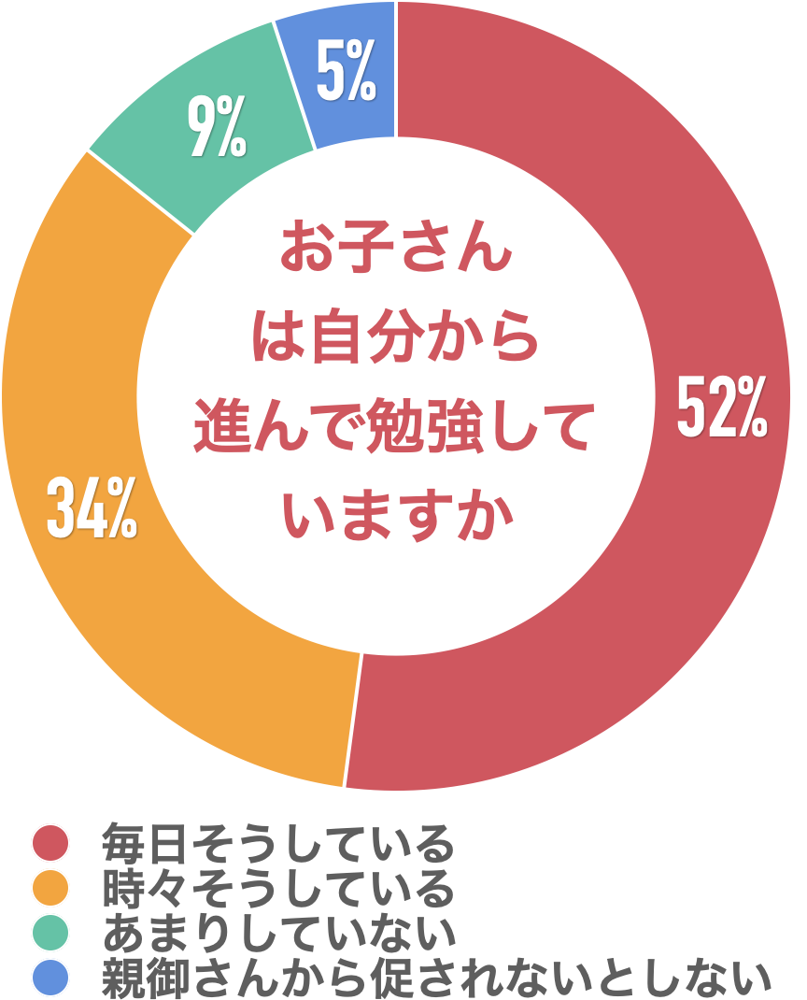 5%
9%
お子さん
は自分から
進んで勉強して
いますか
52%
34%
毎日そうしている
時々そうしている
あまりしていない
親御さんから促されないとしない